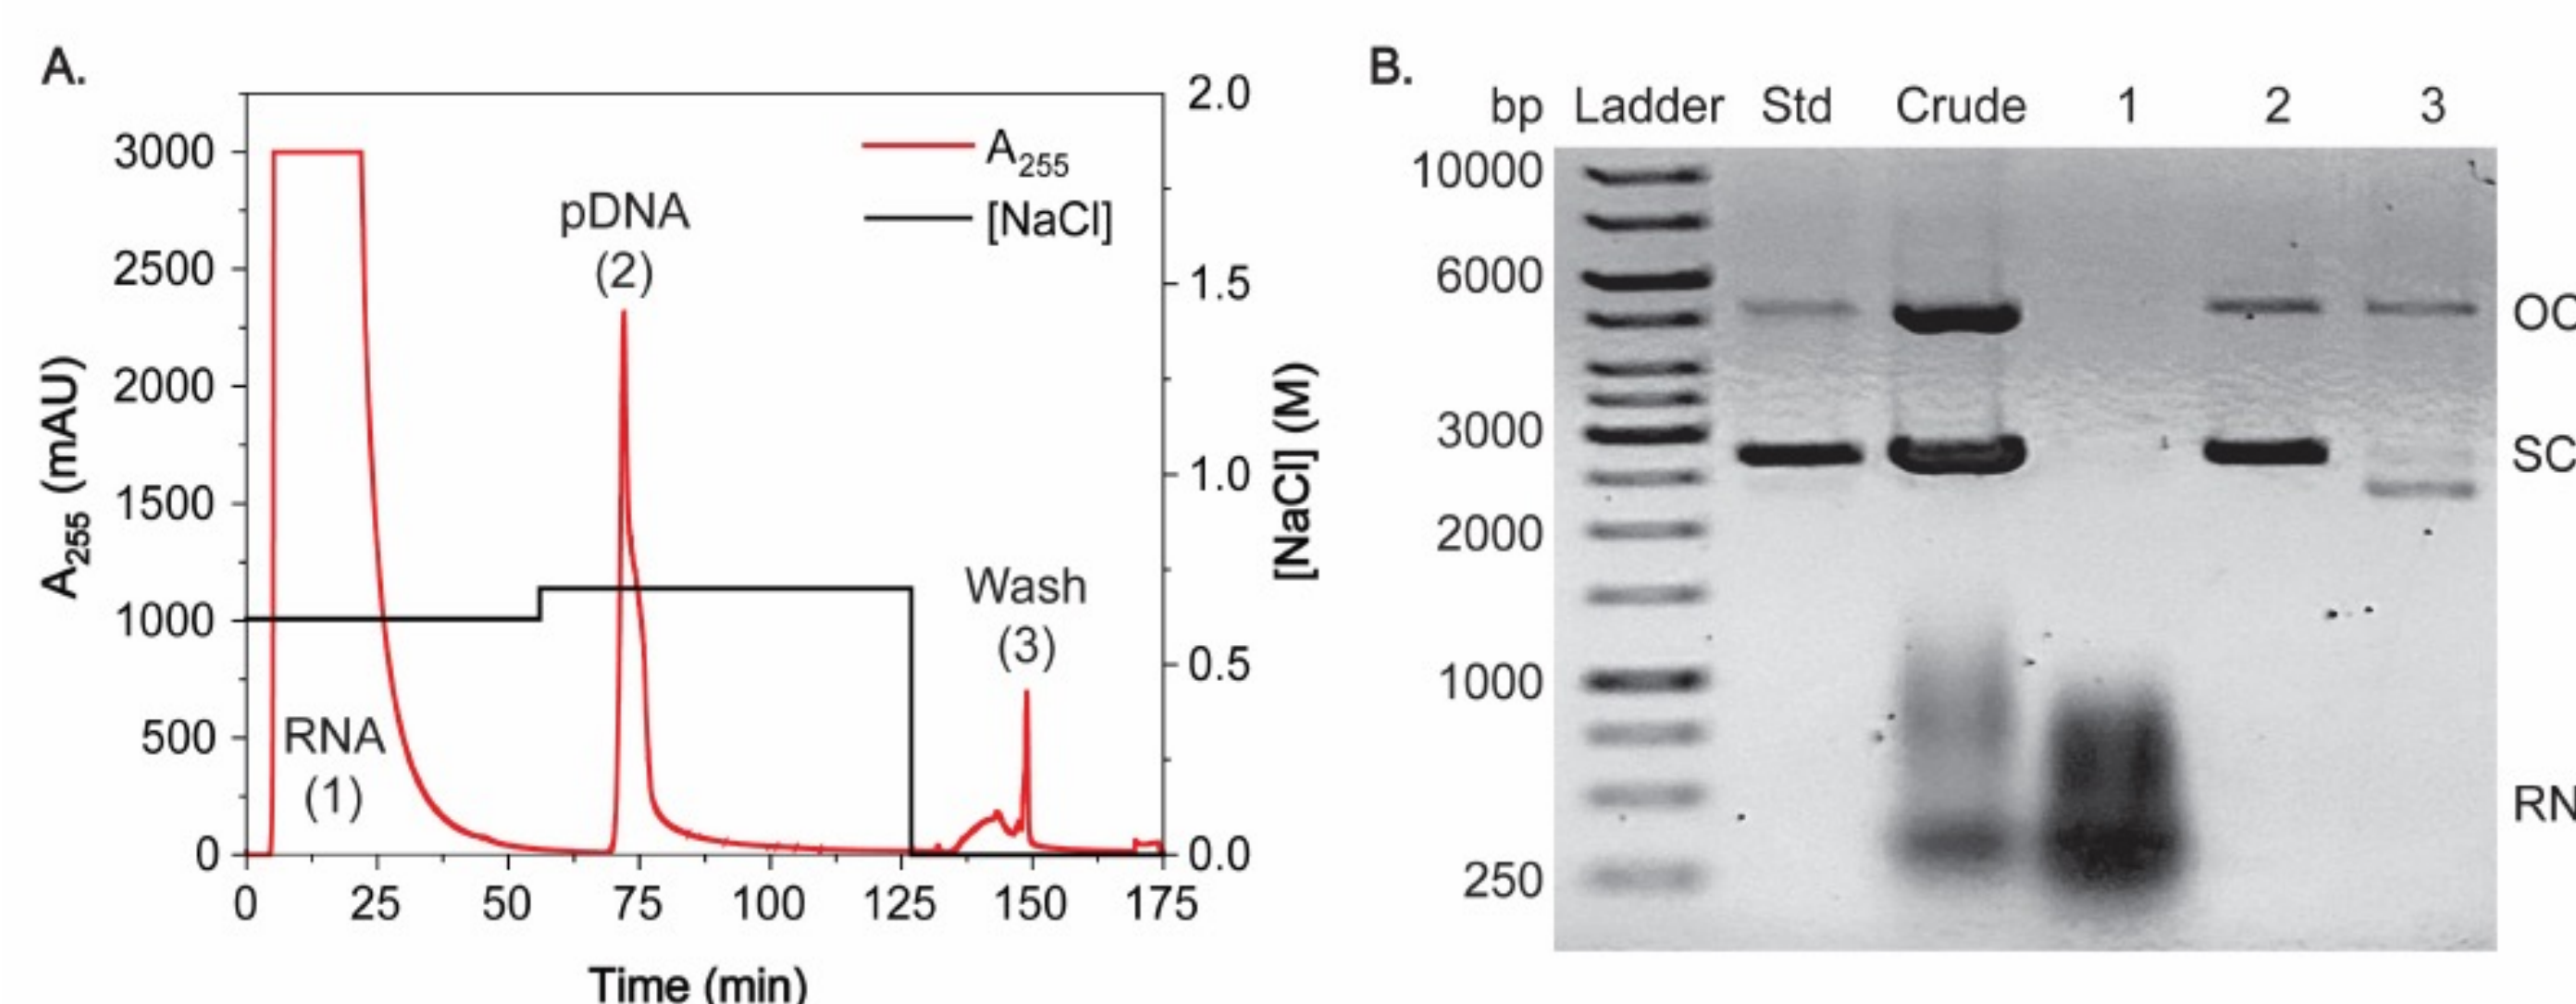 A.
A255 (mAU)
3000
2500
2000
1500
1000
500
0
pDNA
(2)
A255
[NaCl]
RNA
(1)
Wash
(3)
2.0
1.5
1.0
0.5
0.0
[NaCl] (M)
0 25 50 75 100 125 150 175
Time (min)
B.
bp Ladder Std Crude 1 2 3
10000
6000
3000
2000
1000
250
OC
SC
RN